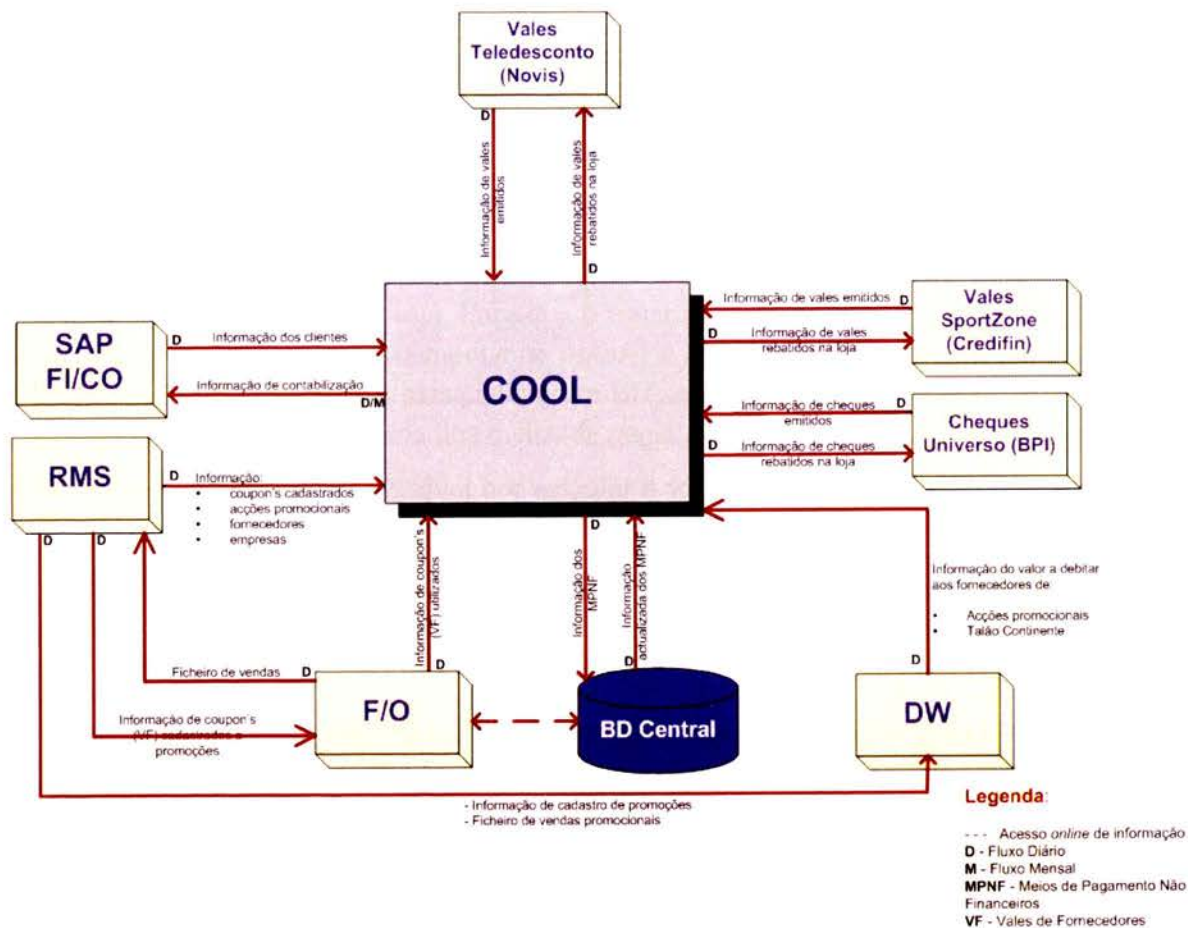 Vales
Teledesconto
(Novis)
D
Informação de vales
emitidos
Informação de vales
rebatidos na loja
D
SAP
FI/CO
D
Informação dos clientes
Informação de contabilização
D/M
COOL
Informação de vales emitidos
D
D
Informação de vales
rebatidos na loja
Vales
SportZone
(Credifin)
Informação de cheques
emitidos
D
D
Informação de cheques
rebatidos na loja
Cheques
Universo (BPI)
RMS
D
Informação:
• coupon's cadastrados
• acções promocionais
• fornecedores
• empresas
D
D
Informação de coupon's
(VF) utilizados
D
D
Informação dos
MPNF
Informação
actualizada dos MPNF
D
Informação do valor a debitar
aos fornecedores de:
• Acções promocionais
• Talão Continente
D
Ficheiro de vendas
D
F/O
BD Central
DW
Informação de coupon's
(VF) cadastrados e
promoções
- Informação de cadastro de promoções
- Ficheiro de vendas promocionais
Legenda:
--- Acesso online de informação
D - Fluxo Diário
M - Fluxo Mensal
MPNF - Meios de Pagamento Não
Financeiros
VF - Vales de Fornecedores